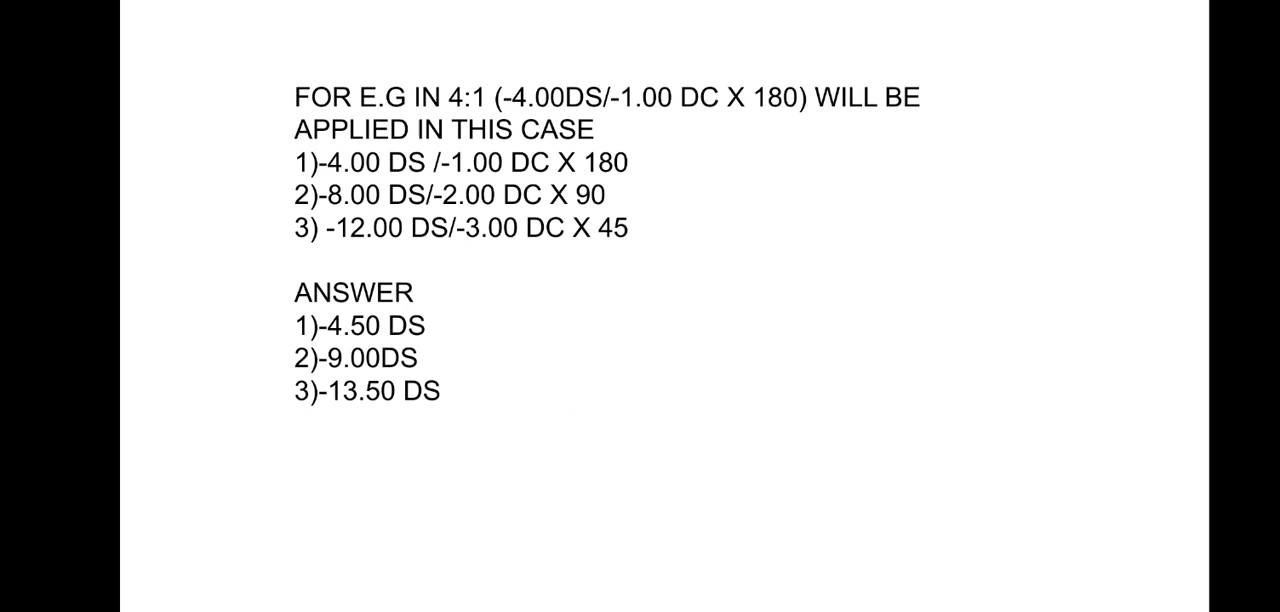 FOR E.G IN 4:1 (-4.00DS/-1.00 DC X 180) WILL BE
APPLIED IN THIS CASE
1)-4.00 DS /-1.00 DC X 180
2)-8.00 DS/-2.00 DC X 90
3) -12.00 DS/-3.00 DC X 45
ANSWER
1)-4.50 DS
2)-9.00DS
3)-13.50 DS